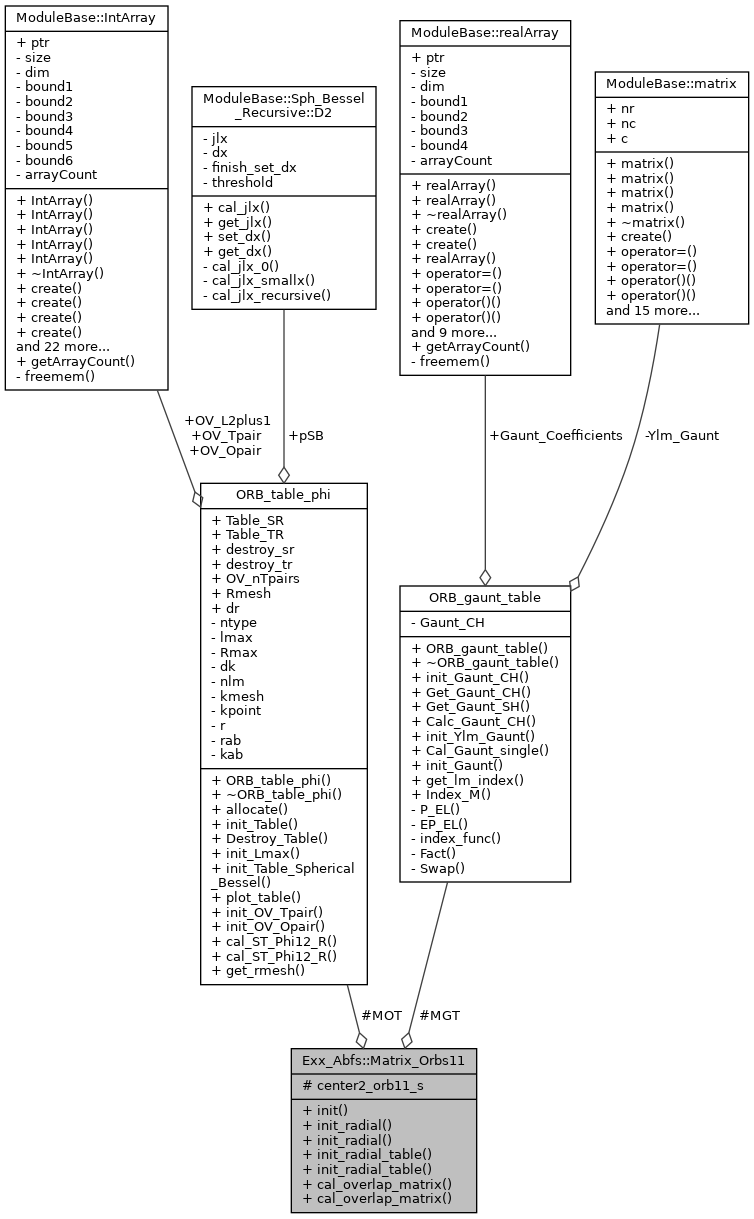 ModuleBase::IntArray
+ ptr
- size
- dim
- bound1
- bound2
- bound3
- bound4
- bound5
- bound6
- arrayCount
+ IntArray()
+ IntArray()
+ IntArray()
+ IntArray()
+ IntArray()
+ ~IntArray()
+ create()
+ create()
+ create()
+ create()
and 22 more...
+ getArrayCount()
- freemem()
ModuleBase::Sph_Bessel
_Recursive::D2
- jlx
- dx
- finish_set_dx
- threshold
+ cal_jlx()
+ get_jlx()
+ set_dx()
+ get_dx()
- cal_jlx_0()
- cal_jlx_smallx()
- cal_jlx_recursive()
ModuleBase::realArray
+ ptr
- size
- dim
- bound1
- bound2
- bound3
- bound4
- arrayCount
+ realArray()
+ realArray()
+ ~realArray()
+ create()
+ create()
+ realArray()
+ operator=()
+ operator=()
+ operator()()
+ operator()()
and 9 more...
+ getArrayCount()
- freemem()
ModuleBase::matrix
+ nr
+ nc
+ c
+ matrix()
+ matrix()
+ matrix()
+ matrix()
+ ~matrix()
+ create()
+ operator=()
+ operator=()
+ operator()()
+ operator()()
and 15 more...
+OV_L2plus1
+OV_Tpair
+OV_Opair
+pSB
+Gaunt_Coefficients
-Ylm_Gaunt
ORB_table_phi
+ Table_SR
+ Table_TR
+ destroy_sr
+ destroy_tr
+ OV_nTpairs
+ Rmesh
+ dr
- ntype
- lmax
- Rmax
- dk
- nlm
- kmesh
- kpoint
- r
- rab
- kab
+ ORB_table_phi()
+ ~ORB_table_phi()
+ allocate()
+ init_Table()
+ Destroy_Table()
+ init_Lmax()
+ init_Table_Spherical
_Bessel()
+ plot_table()
+ init_OV_Tpair()
+ init_OV_Opair()
+ cal_ST_Phi12_R()
+ cal_ST_Phi12_R()
+ get_rmesh()
ORB_gaunt_table
- Gaunt_CH
+ ORB_gaunt_table()
+ ~ORB_gaunt_table()
+ init_Gaunt_CH()
+ Get_Gaunt_CH()
+ Get_Gaunt_SH()
+ Calc_Gaunt_CH()
+ init_Ylm_Gaunt()
+ Cal_Gaunt_single()
+ init_Gaunt()
+ get_lm_index()
+ Index_M()
- P_EL()
- EP_EL()
- index_func()
- Fact()
- Swap()
#MOT
#MGT
Exx_Abfs::Matrix_Orbs11
# center2_orb11_s
+ init()
+ init_radial()
+ init_radial()
+ init_radial_table()
+ init_radial_table()
+ cal_overlap_matrix()
+ cal_overlap_matrix()